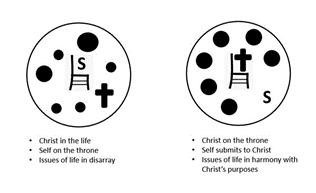 S
S
• Christ in the life
• Self on the throne
• Issues of life in disarray
• Christ on the throne
• Self submits to Christ
• Issues of life in harmony with
Christ's purposes